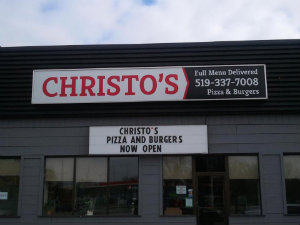 CHRISTO'S
Full Menu Delivered
519-337-7008
Pizza & Burgers
CHRISTO'S
PIZZA AND BURGERS
NOW OPEN